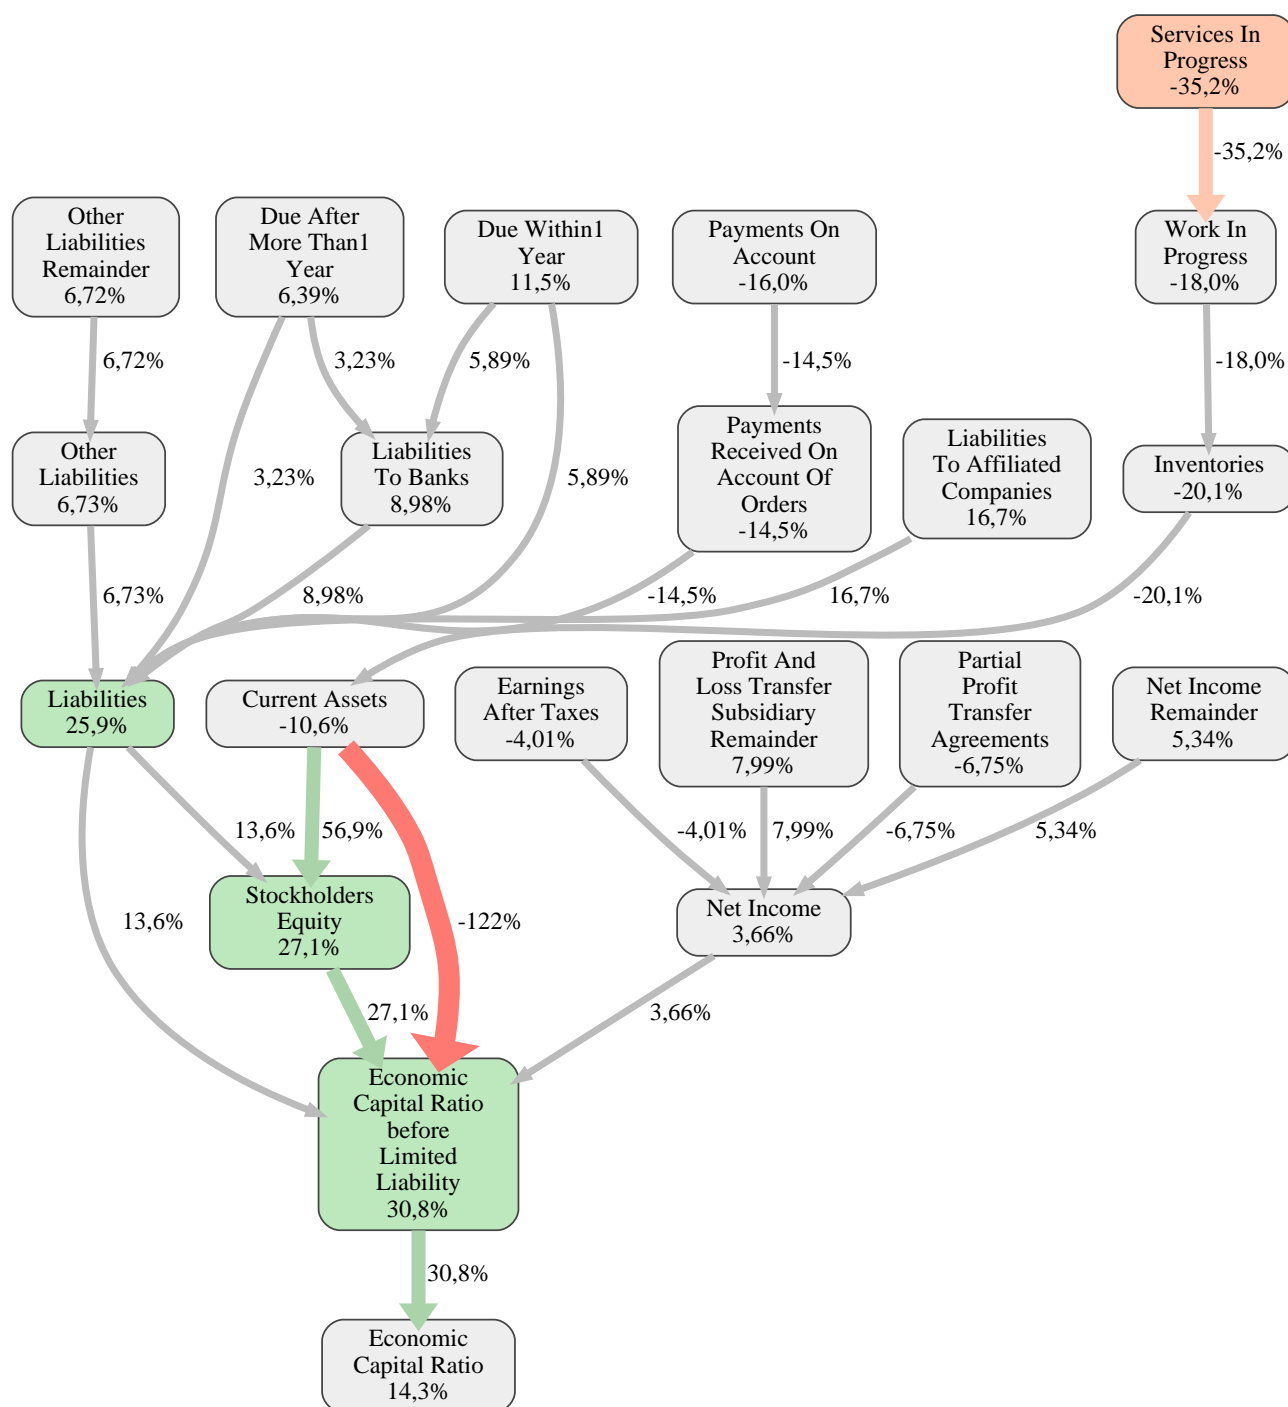 Services In
Progress
-35,2%
-35,2%
Other
Liabilities
Remainder
6,72%
Due After
More Than1
Year
6,39%
Due Within1
Year
11,5%
Payments On
Account
-16,0%
Work In
Progress
-18,0%
6,72%
3,23%
5,89%
-14,5%
-18,0%
Other
Liabilities
6,73%
3,23%
Liabilities
To Banks
8,98%
5,89%
Payments
Received On
Account Of
Orders
-14,5%
Liabilities
To Affiliated
Companies
16,7%
Inventories
-20,1%
6,73%
8,98%
-14,5%
16,7%
-20,1%
Liabilities
25,9%
Current Assets
-10,6%
Earnings
After Taxes
-4,01%
Profit And
Loss Transfer
Subsidiary
Remainder
7,99%
Partial
Profit
Transfer
Agreements
-6,75%
Net Income
Remainder
5,34%
13,6%
56,9%
-4,01%
7,99%
-6,75%
5,34%
13,6%
Stockholders
Equity
27,1%
-122%
Net Income
3,66%
27,1%
3,66%
Economic
Capital Ratio
before
Limited
Liability
30,8%
30,8%
Economic
Capital Ratio
14,3%